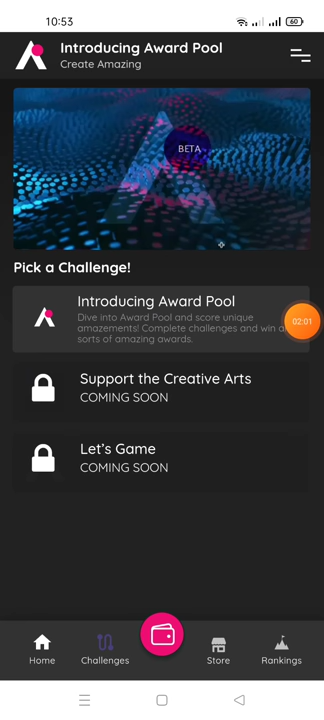 10:53
60
Introducing Award Pool
Create Amazing
BETA
Pick a Challenge!
Introducing Award Pool
Dive into Award Pool and score unique
amazements! Complete challenges and win a
sorts of amazing awards.
02:01
Support the Creative Arts
COMING SOON
Let's Game
COMING SOON
Home
Challenges
Store
Rankings